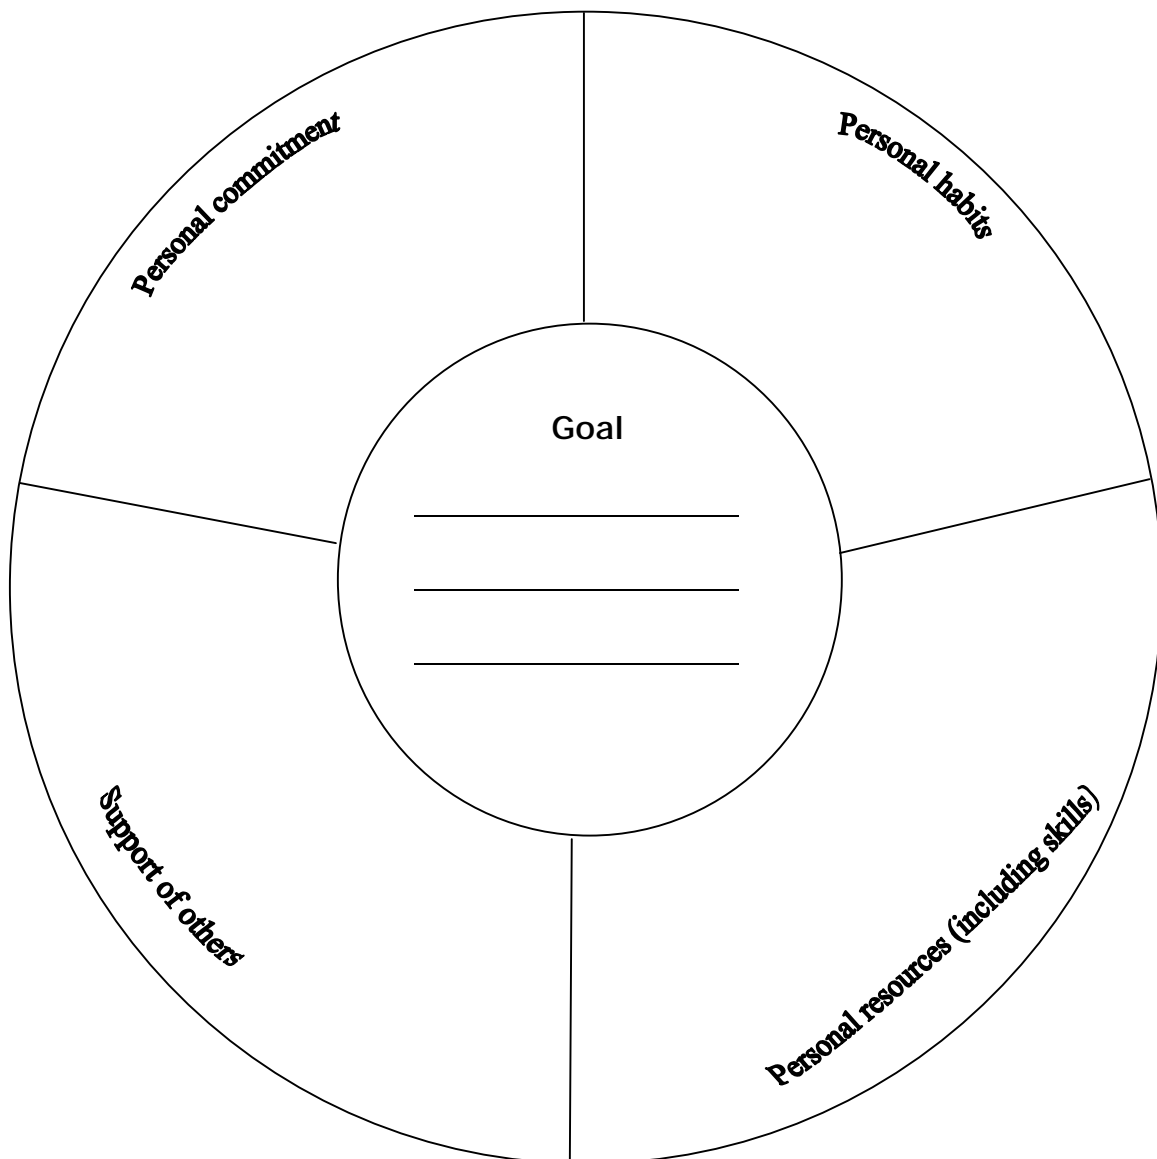 Personal commitment
Personal habits
Goal
Support of others
Personal resources (including skills)